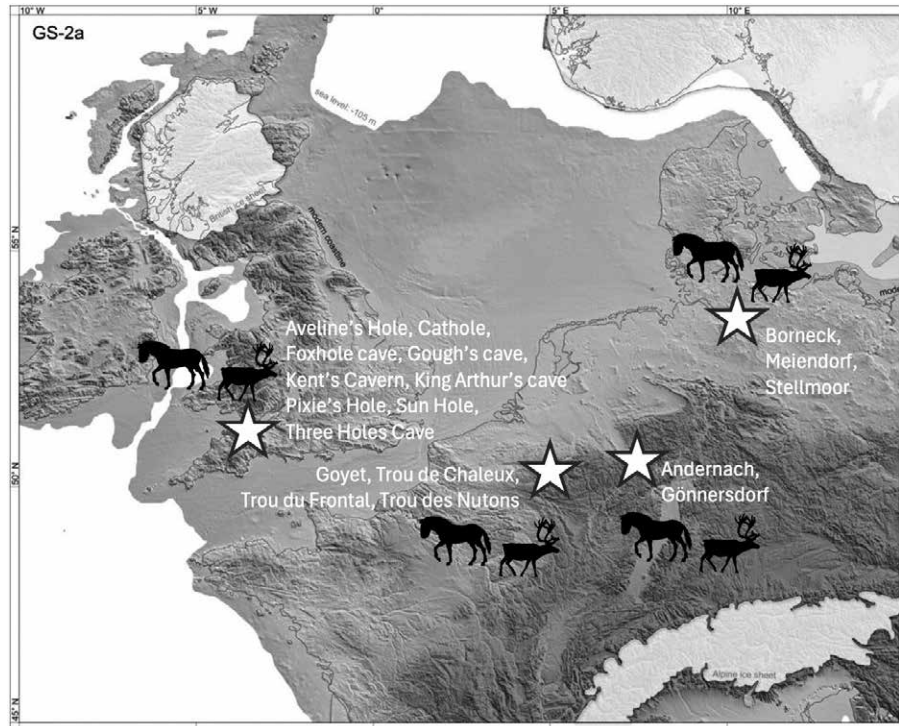 10° W
5° W
0°
5° E
10° E
GS-2a
sea level: -105 m
British ice sheet
modern coastline
55°N
Aveline's Hole, Cathole,
Foxhole cave, Gough's cave,
Kent's Cavern, King Arthur's cave
Pixie's Hole, Sun Hole,
Three Holes Cave
Borneck,
Meiendorf,
Stellmoor
50°N
Goyet, Trou de Chaleux,
Trou du Frontal, Trou des Nutons
Andernach,
Gönnersdorf
Alpine ice sheet
45°N